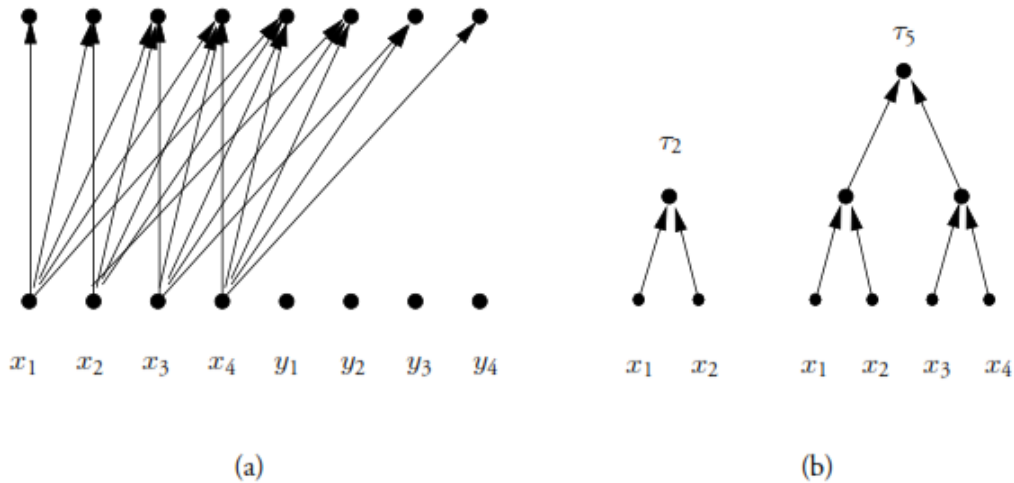 τ₅
τ₂
x₁ x₂ x₃ x₄ y₁ y₂ y₃ y₄ x₁ x₂ x₁ x₂ x₃ x₄
(a) (b)